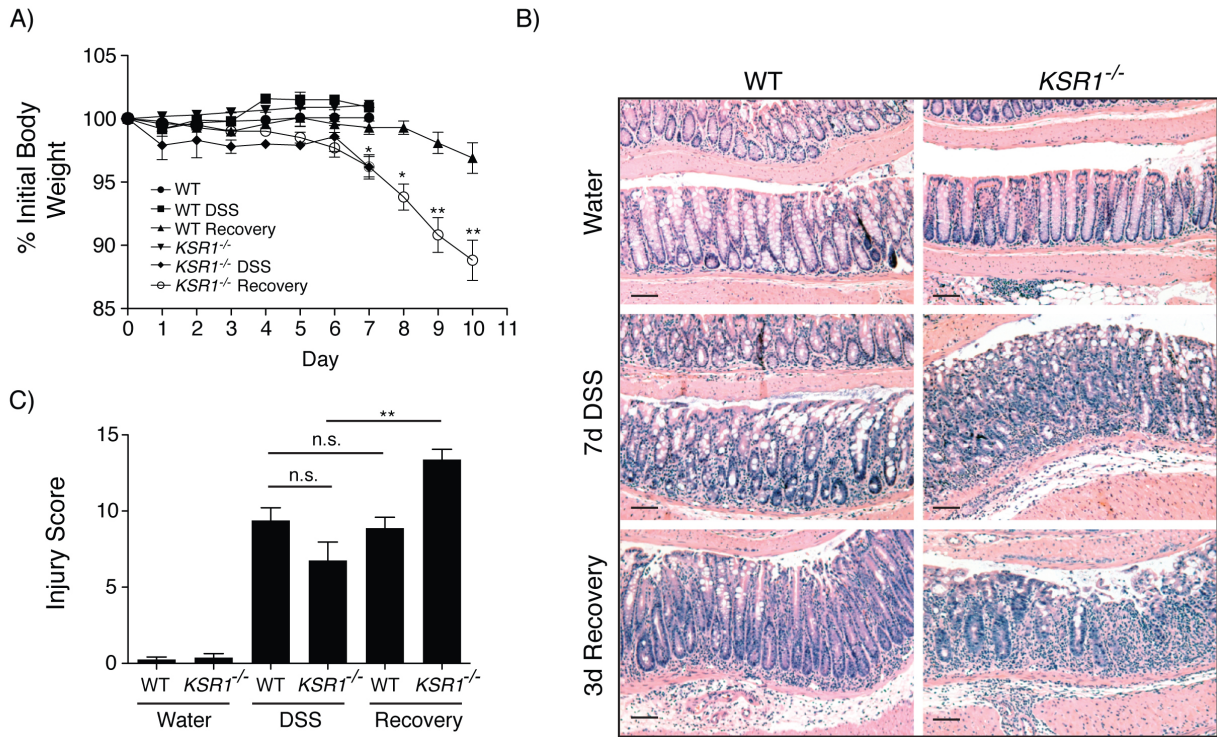 A)
105
100
95
90
85
% Initial Body
Weight
WT
WT DSS
WT Recovery
KSR1-/-
KSR1-/- DSS
KSR1-/- Recovery
*
*
**
**
0 1 2 3 4 5 6 7 8 9 10 11
Day
B)
WT KSR1-/-
Water
7d DSS
3d Recovery
C)
15
10
5
0
Injury Score
**
n.s.
n.s.
WT KSR1-/- WT KSR1-/- WT KSR1-/-
Water DSS Recovery